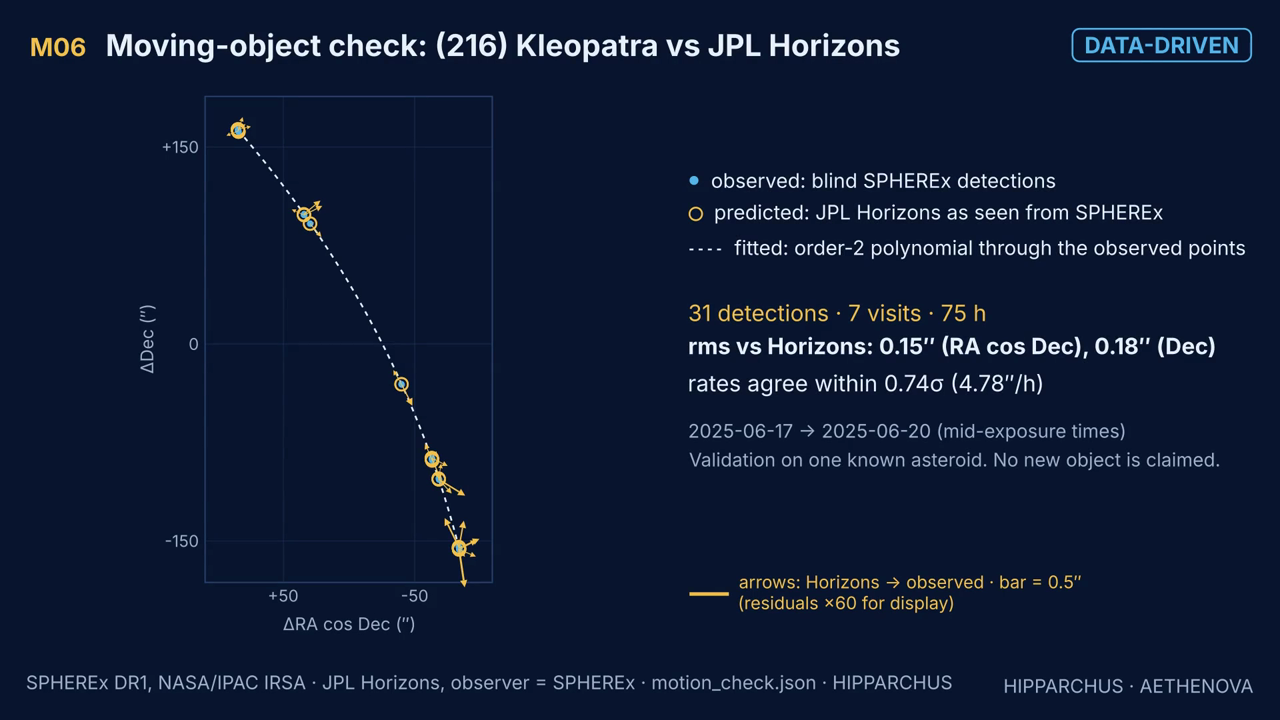 M06 Moving-object check: (216) Kleopatra vs JPL Horizons
DATA-DRIVEN
+150
0
-150
ΔDec (″)
+50
-50
ΔRA cos Dec (″)
observed: blind SPHEREx detections
predicted: JPL Horizons as seen from SPHEREx
fitted: order-2 polynomial through the observed points
31 detections · 7 visits · 75 h
rms vs Horizons: 0.15″ (RA cos Dec), 0.18″ (Dec)
rates agree within 0.74σ (4.78″/h)
2025-06-17 → 2025-06-20 (mid-exposure times)
Validation on one known asteroid. No new object is claimed.
arrows: Horizons → observed · bar = 0.5″
(residuals ×60 for display)
SPHEREx DR1, NASA/IPAC IRSA · JPL Horizons, observer = SPHEREx · motion_check.json · HIPPARCHUS
HIPPARCHUS · AETHENOVA